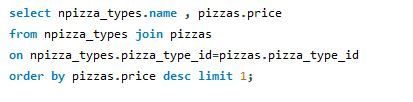 select npizza_types.name , pizzas.price
from npizza_types join pizzas
on npizza_types.pizza_type_id=pizzas.pizza_type_id
order by pizzas.price desc limit 1;